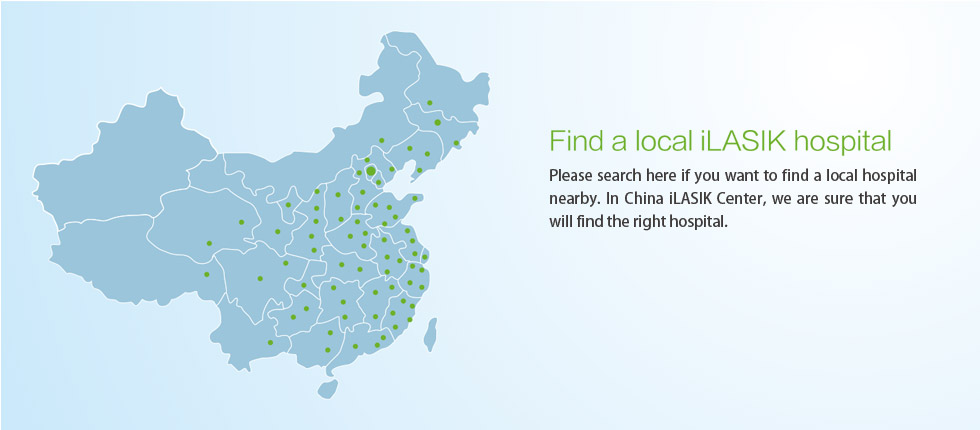 Find a local iLASIK hospital
Please search here if you want to find a local hospital
nearby. In China iLASIK Center, we are sure that you
will find the right hospital.